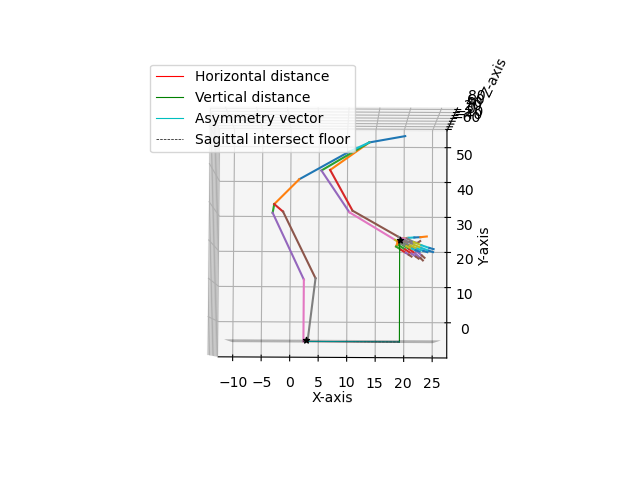 Horizontal distance
Vertical distance
Asymmetry vector
Sagittal intersect floor
Z-axis
50
40
30
20
10
0
Y-axis
−10 −5 0 5 10 15 20 25
X-axis